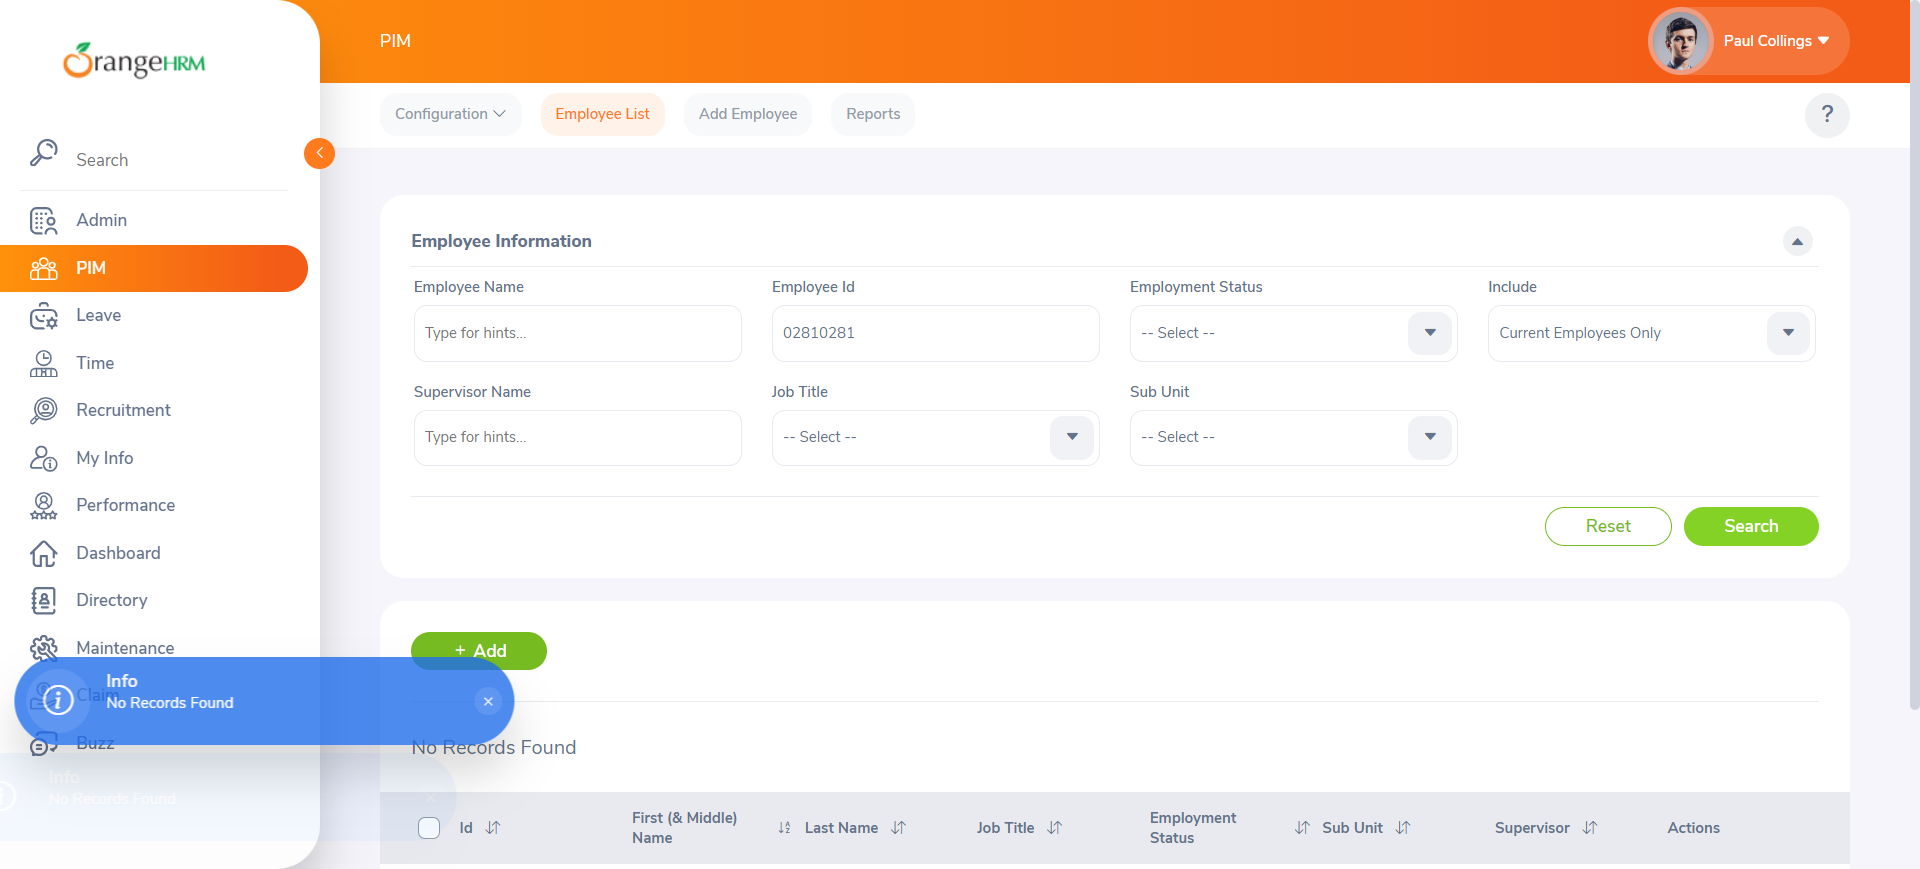 OrangeHRM
Search
Admin
PIM
Leave
Time
Recruitment
My Info
Performance
Dashboard
Directory
Maintenance
Claim
Buzz
PIM
Paul Collings
Configuration
Employee List
Add Employee
Reports
?
Employee Information
Employee Name
Employee Id
Employment Status
Include
Type for hints...
02810281
-- Select --
Current Employees Only
Supervisor Name
Job Title
Sub Unit
Type for hints...
-- Select --
-- Select --
Reset
Search
+ Add
Info
No Records Found
No Records Found
Info
No Records Found
Id
First (& Middle)
Name
Last Name
Job Title
Employment
Status
Sub Unit
Supervisor
Actions